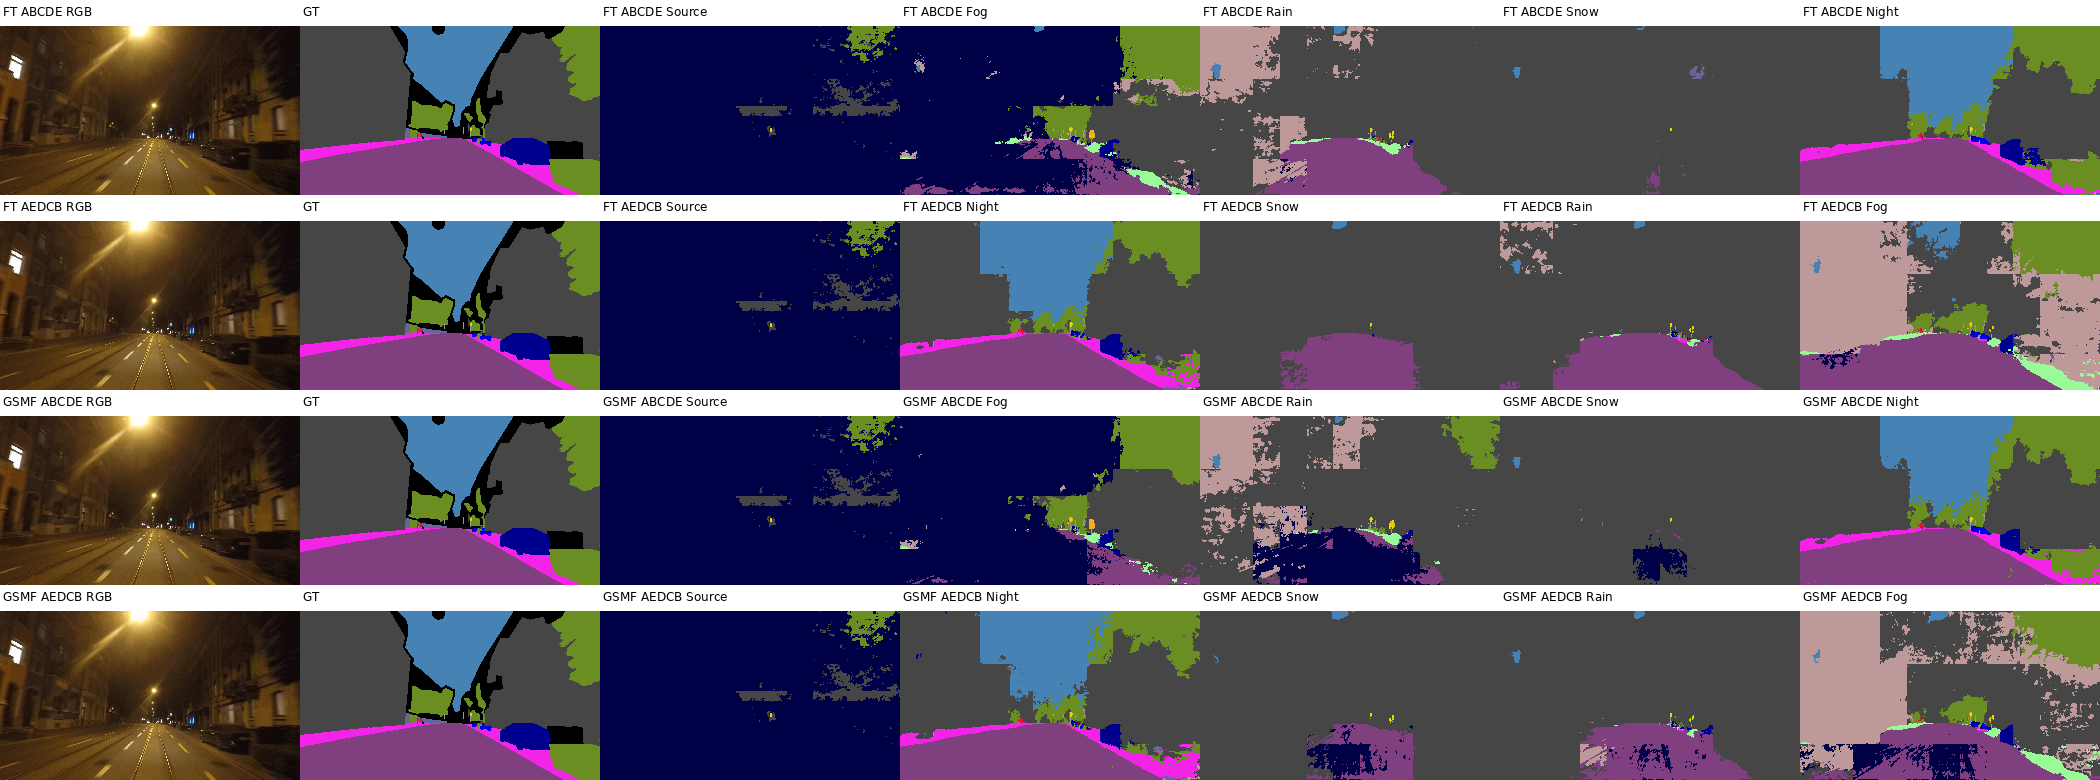 FT ABCDE RGB GT FT ABCDE Source FT ABCDE Fog FT ABCDE Rain FT ABCDE Snow FT ABCDE Night
FT AEDCB RGB GT FT AEDCB Source FT AEDCB Night FT AEDCB Snow FT AEDCB Rain FT AEDCB Fog
GSMF ABCDE RGB GT GSMF ABCDE Source GSMF ABCDE Fog GSMF ABCDE Rain GSMF ABCDE Snow GSMF ABCDE Night
GSMF AEDCB RGB GT GSMF AEDCB Source GSMF AEDCB Night GSMF AEDCB Snow GSMF AEDCB Rain GSMF AEDCB Fog